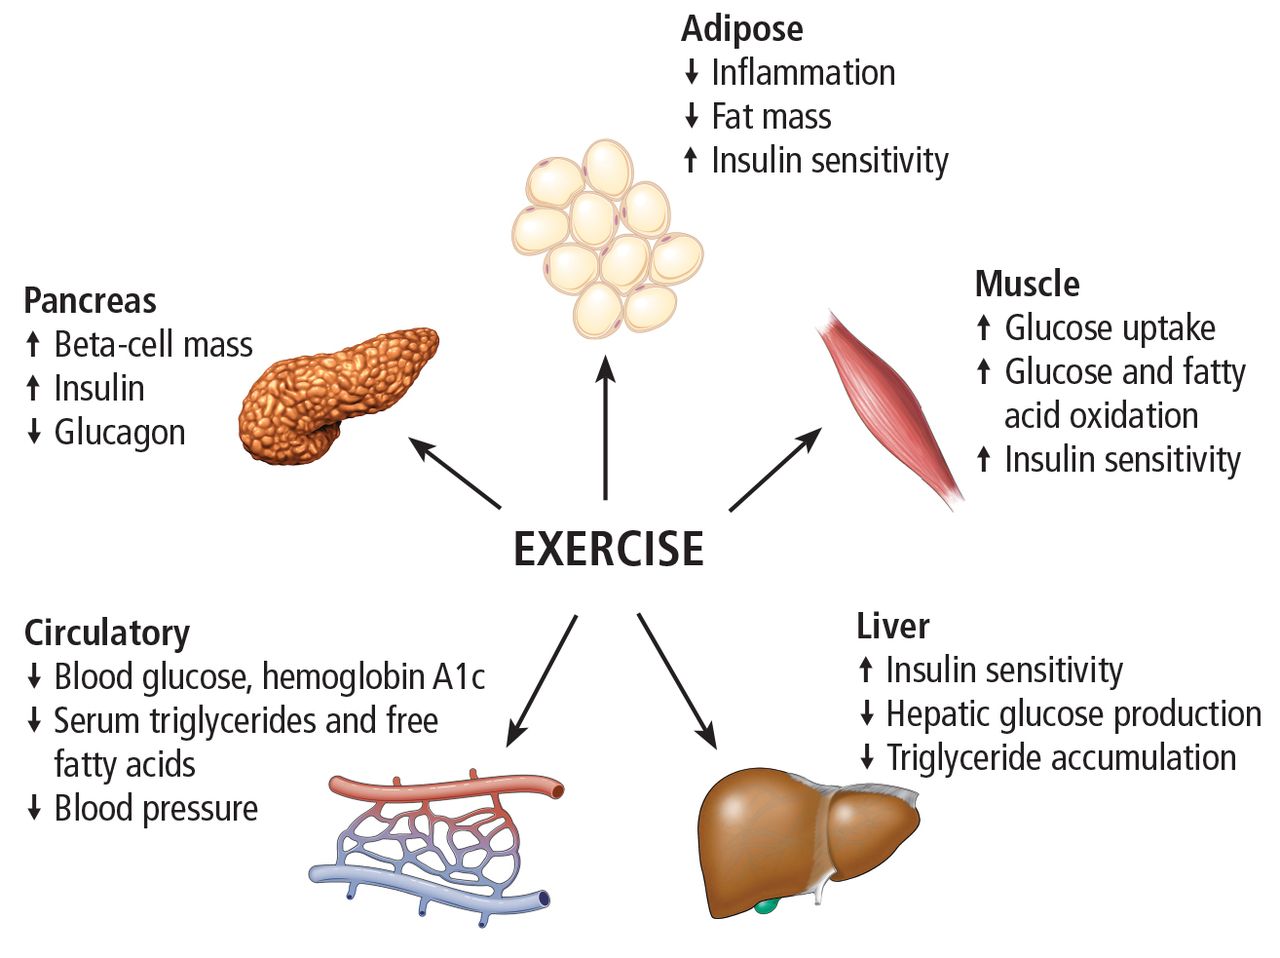 Adipose
↓ Inflammation
↓ Fat mass
↑ Insulin sensitivity
Pancreas
↑ Beta-cell mass
↑ Insulin
↓ Glucagon
Muscle
↑ Glucose uptake
↑ Glucose and fatty
acid oxidation
↑ Insulin sensitivity
EXERCISE
Circulatory
↓ Blood glucose, hemoglobin A1c
↓ Serum triglycerides and free
fatty acids
↓ Blood pressure
Liver
↑ Insulin sensitivity
↓ Hepatic glucose production
↓ Triglyceride accumulation